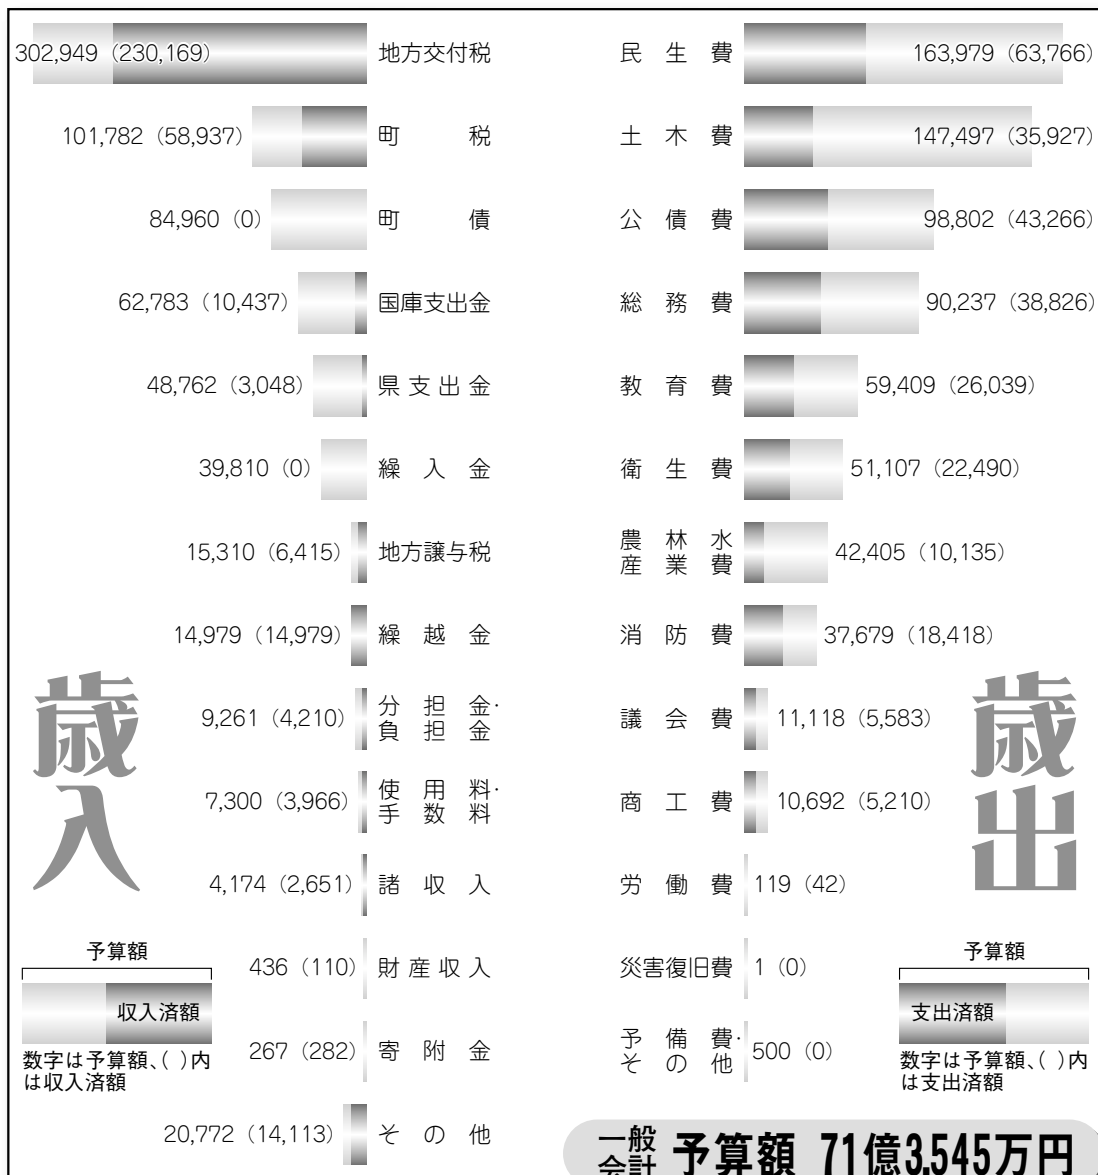 302,949 (230,169) 地方交付税
101,782 (58,937) 町税
84,960 (0) 町債
62,783 (10,437) 国庫支出金
48,762 (3,048) 県支出金
39,810 (0) 繰入金
15,310 (6,415) 地方譲与税
14,979 (14,979) 繰越金
9,261 (4,210) 分担金・
負担金
7,300 (3,966) 使用料・
手数料
4,174 (2,651) 諸収入
436 (110) 財産収入
267 (282) 寄附金
20,772 (14,113) その他
歳入
予算額
収入済額
数字は予算額、( )内
は収入済額
民生費 163,979 (63,766)
土木費 147,497 (35,927)
公債費 98,802 (43,266)
総務費 90,237 (38,826)
教育費 59,409 (26,039)
衛生費 51,107 (22,490)
農林水
産業費 42,405 (10,135)
消防費 37,679 (18,418)
議会費 11,118 (5,583)
商工費 10,692 (5,210)
労働費 119 (42)
災害復旧費 1 (0)
予備費・
その他 500 (0)
歳出
予算額
支出済額
数字は予算額、( )内
は支出済額
一般
会計 予算額 71億3,545万円